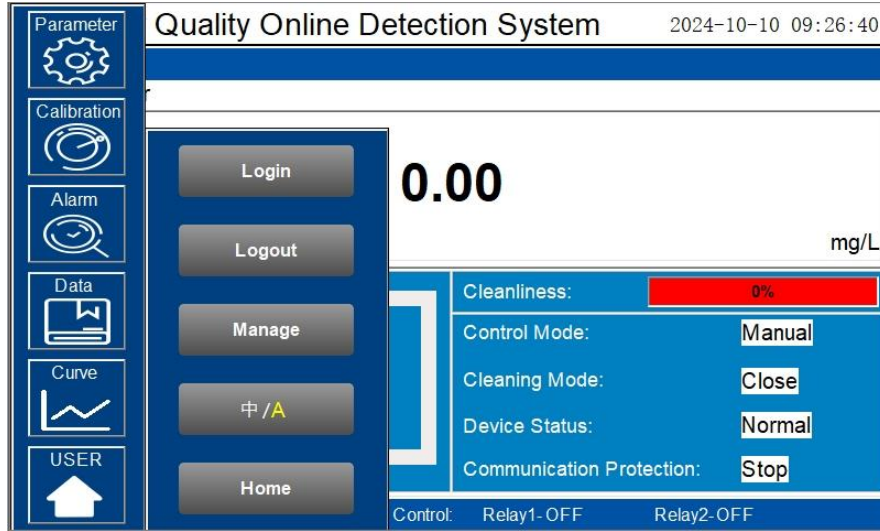 Parameter
Calibration
Alarm
Data
Curve
USER
Quality Online Detection System
2024-10-10 09:26:40
Login
Logout
Manage
中/A
Home
0.00
mg/L
Cleanliness: 0%
Control Mode: Manual
Cleaning Mode: Close
Device Status: Normal
Communication Protection: Stop
Control: Relay1-OFF Relay2-OFF